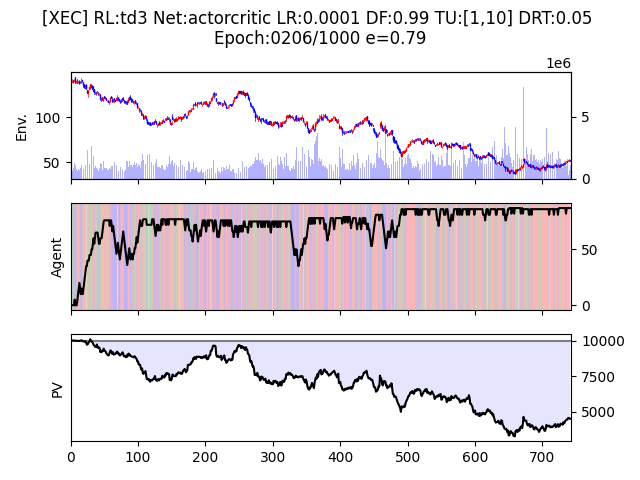 [XEC] RL:td3 Net:actorcritic LR:0.0001 DF:0.99 TU:[1,10] DRT:0.05
Epoch:0206/1000 e=0.79
1e6
Env.
100
50
5
0
Agent
50
0
PV
10000
7500
5000
0 100 200 300 400 500 600 700